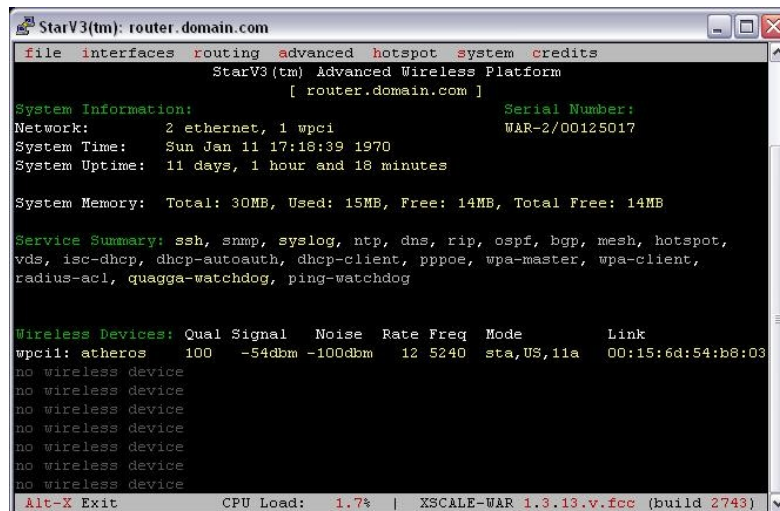 StarV3(tm): router.domain.com
file interfaces routing advanced hotspot system credits
StarV3(tm) Advanced Wireless Platform
[ router.domain.com ]
System Information: Serial Number:
Network: 2 ethernet, 1 wpci WAR-2/00125017
System Time: Sun Jan 11 17:18:39 1970
System Uptime: 11 days, 1 hour and 18 minutes
System Memory: Total: 30MB, Used: 15MB, Free: 14MB, Total Free: 14MB
Service Summary: ssh, snmp, syslog, ntp, dns, rip, ospf, bgp, mesh, hotspot,
vds, isc-dhcp, dhcp-autoauth, dhcp-client, pppoe, wpa-master, wpa-client,
radius-acl, quagga-watchdog, ping-watchdog
Wireless Devices: Qual Signal Noise Rate Freq Mode Link
wpci1: atheros 100 -54dbm -100dbm 12 5240 sta,US,11a 00:15:6d:54:b8:03
no wireless device
no wireless device
no wireless device
no wireless device
no wireless device
no wireless device
no wireless device
Alt-X Exit CPU Load: 1.7% | XSCALE-WAR 1.3.13.v.fcc (build 2743)